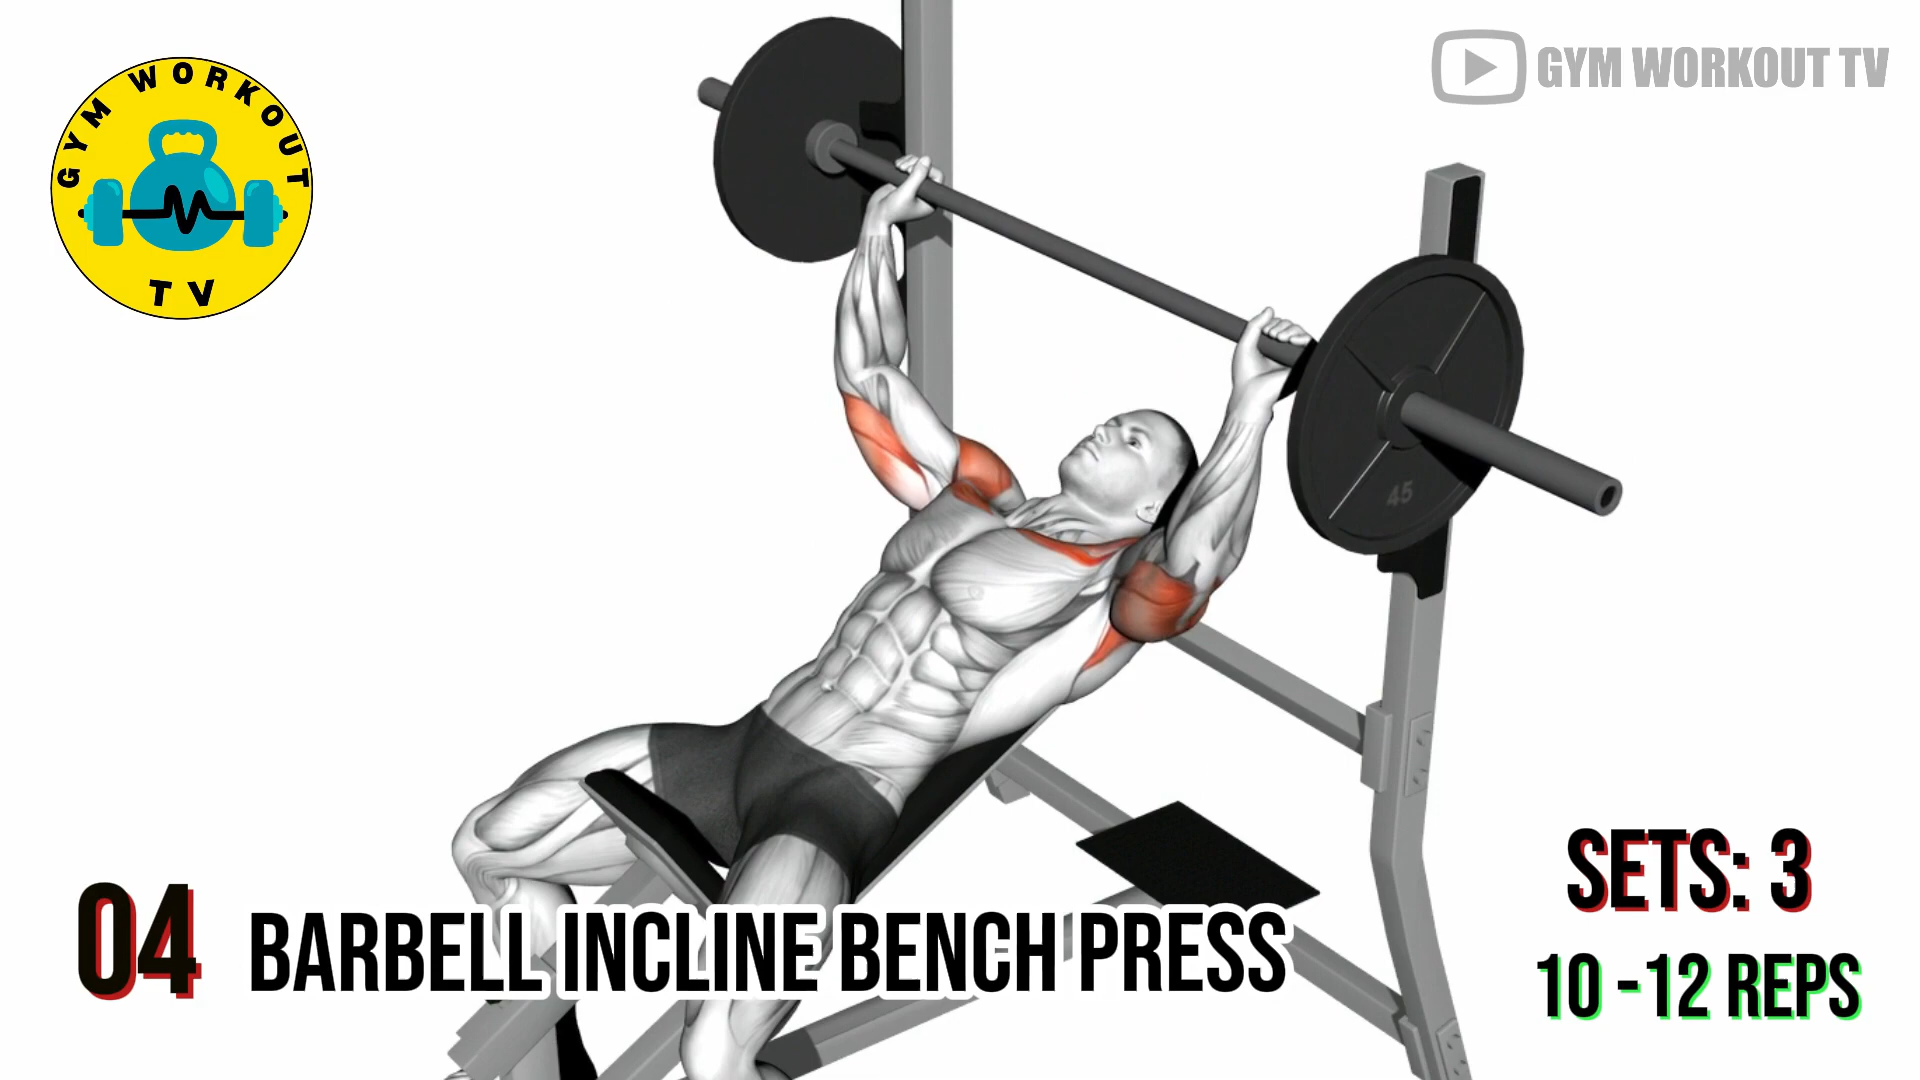 GYM WORKOUT
TV
GYM WORKOUT TV
45
04 BARBELL INCLINE BENCH PRESS
SETS: 3
10 -12 REPS